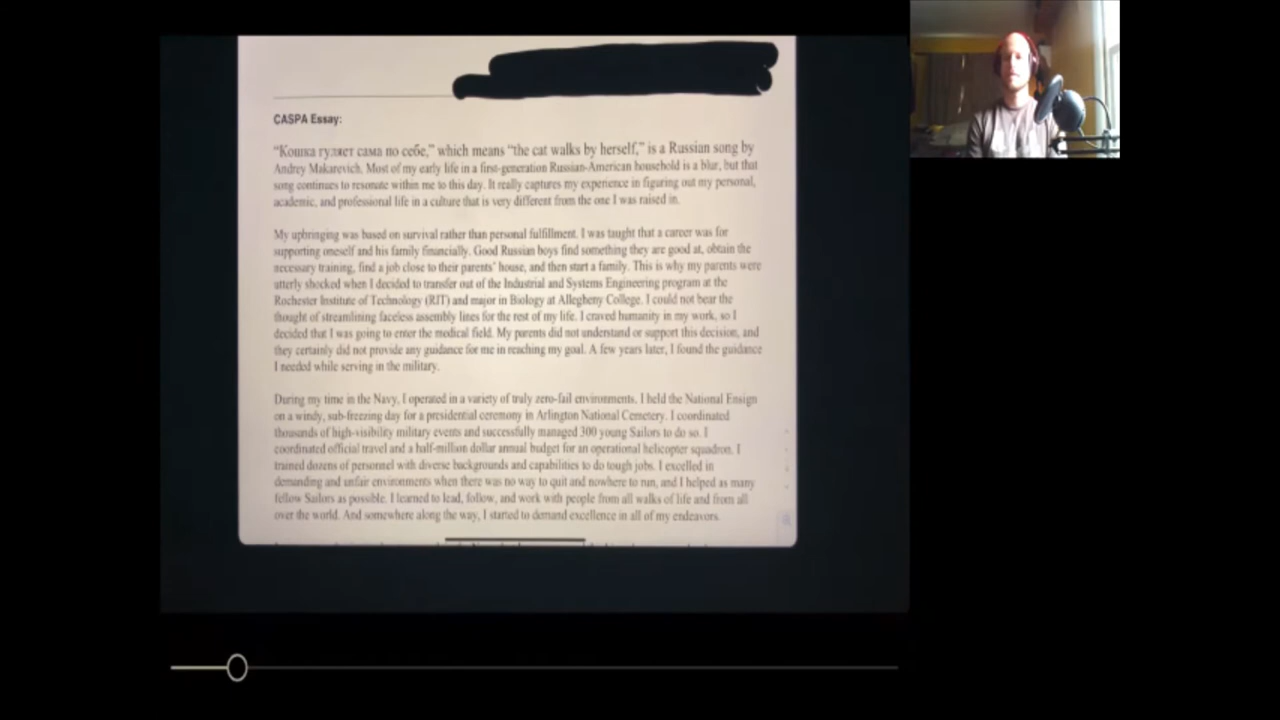 CASPA Essay:
“Кошка гуляет сама по себе,” which means “the cat walks by herself,” is a Russian song by
Andrey Makarevich. Most of my early life in a first-generation Russian-American household is a blur, but that
song continues to resonate within me to this day. It really captures my experience in figuring out my personal,
academic, and professional life in a culture that is very different from the one I was raised in.
My upbringing was based on survival rather than personal fulfillment. I was taught that a career was for
supporting oneself and his family financially. Good Russian boys find something they are good at, obtain the
necessary training, find a job close to their parents’ house, and then start a family. This is why my parents were
utterly shocked when I decided to transfer out of the Industrial and Systems Engineering program at the
Rochester Institute of Technology (RIT) and major in Biology at Allegheny College. I could not bear the
thought of streamlining faceless assembly lines for the rest of my life. I craved humanity in my work, so I
decided that I was going to enter the medical field. My parents did not understand or support this decision, and
they certainly did not provide any guidance for me in reaching my goal. A few years later, I found the guidance
I needed while serving in the military.
During my time in the Navy, I operated in a variety of truly zero-fail environments. I held the National Ensign
on a windy, sub-freezing day for a presidential ceremony in Arlington National Cemetery. I coordinated
thousands of high-visibility military events and successfully managed 300 young Sailors to do so. I
coordinated official travel and a half-million dollar annual budget for an operational helicopter squadron. I
trained dozens of personnel with diverse backgrounds and capabilities to do tough jobs. I excelled in
demanding and unfair environments when there was no way to quit and nowhere to run, and I helped as many
fellow Sailors as possible. I learned to lead, follow, and work with people from all walks of life and from all
over the world. And somewhere along the way, I started to demand excellence in all of my endeavors.